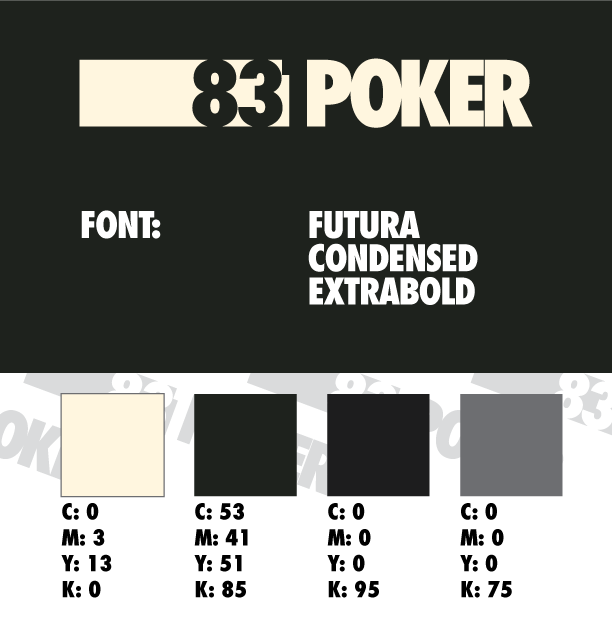 83 POKER
FONT:
FUTURA
CONDENSED
EXTRABOLD
C: 0
M: 3
Y: 13
K: 0
C: 53
M: 41
Y: 51
K: 85
C: 0
M: 0
Y: 0
K: 95
C: 0
M: 0
Y: 0
K: 75